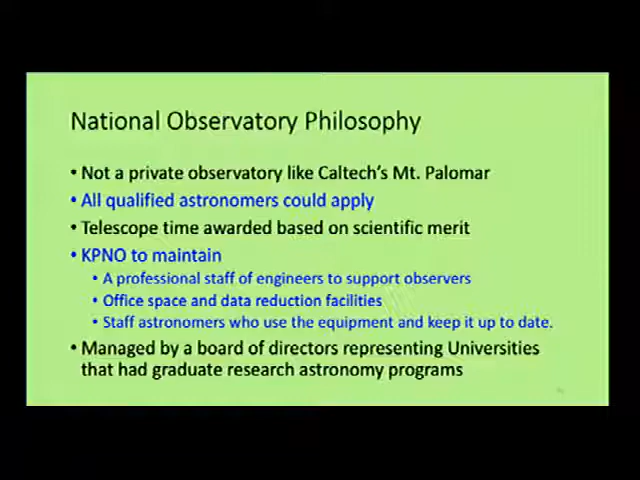 National Observatory Philosophy
• Not a private observatory like Caltech's Mt. Palomar
• All qualified astronomers could apply
• Telescope time awarded based on scientific merit
• KPNO to maintain
• A professional staff of engineers to support observers
• Office space and data reduction facilities
• Staff astronomers who use the equipment and keep it up to date.
• Managed by a board of directors representing Universities
that had graduate research astronomy programs